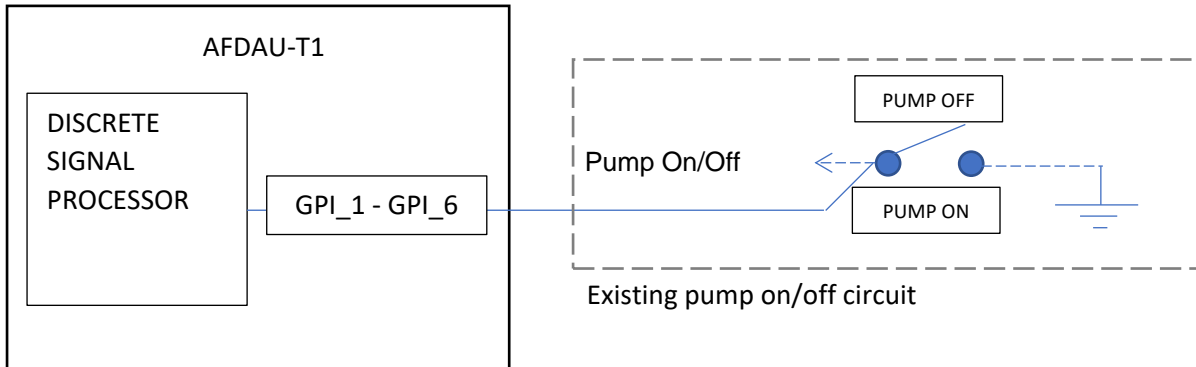 AFDAU-T1
DISCRETE
SIGNAL
PROCESSOR
GPI_1 - GPI_6
PUMP OFF
Pump On/Off
PUMP ON
Existing pump on/off circuit